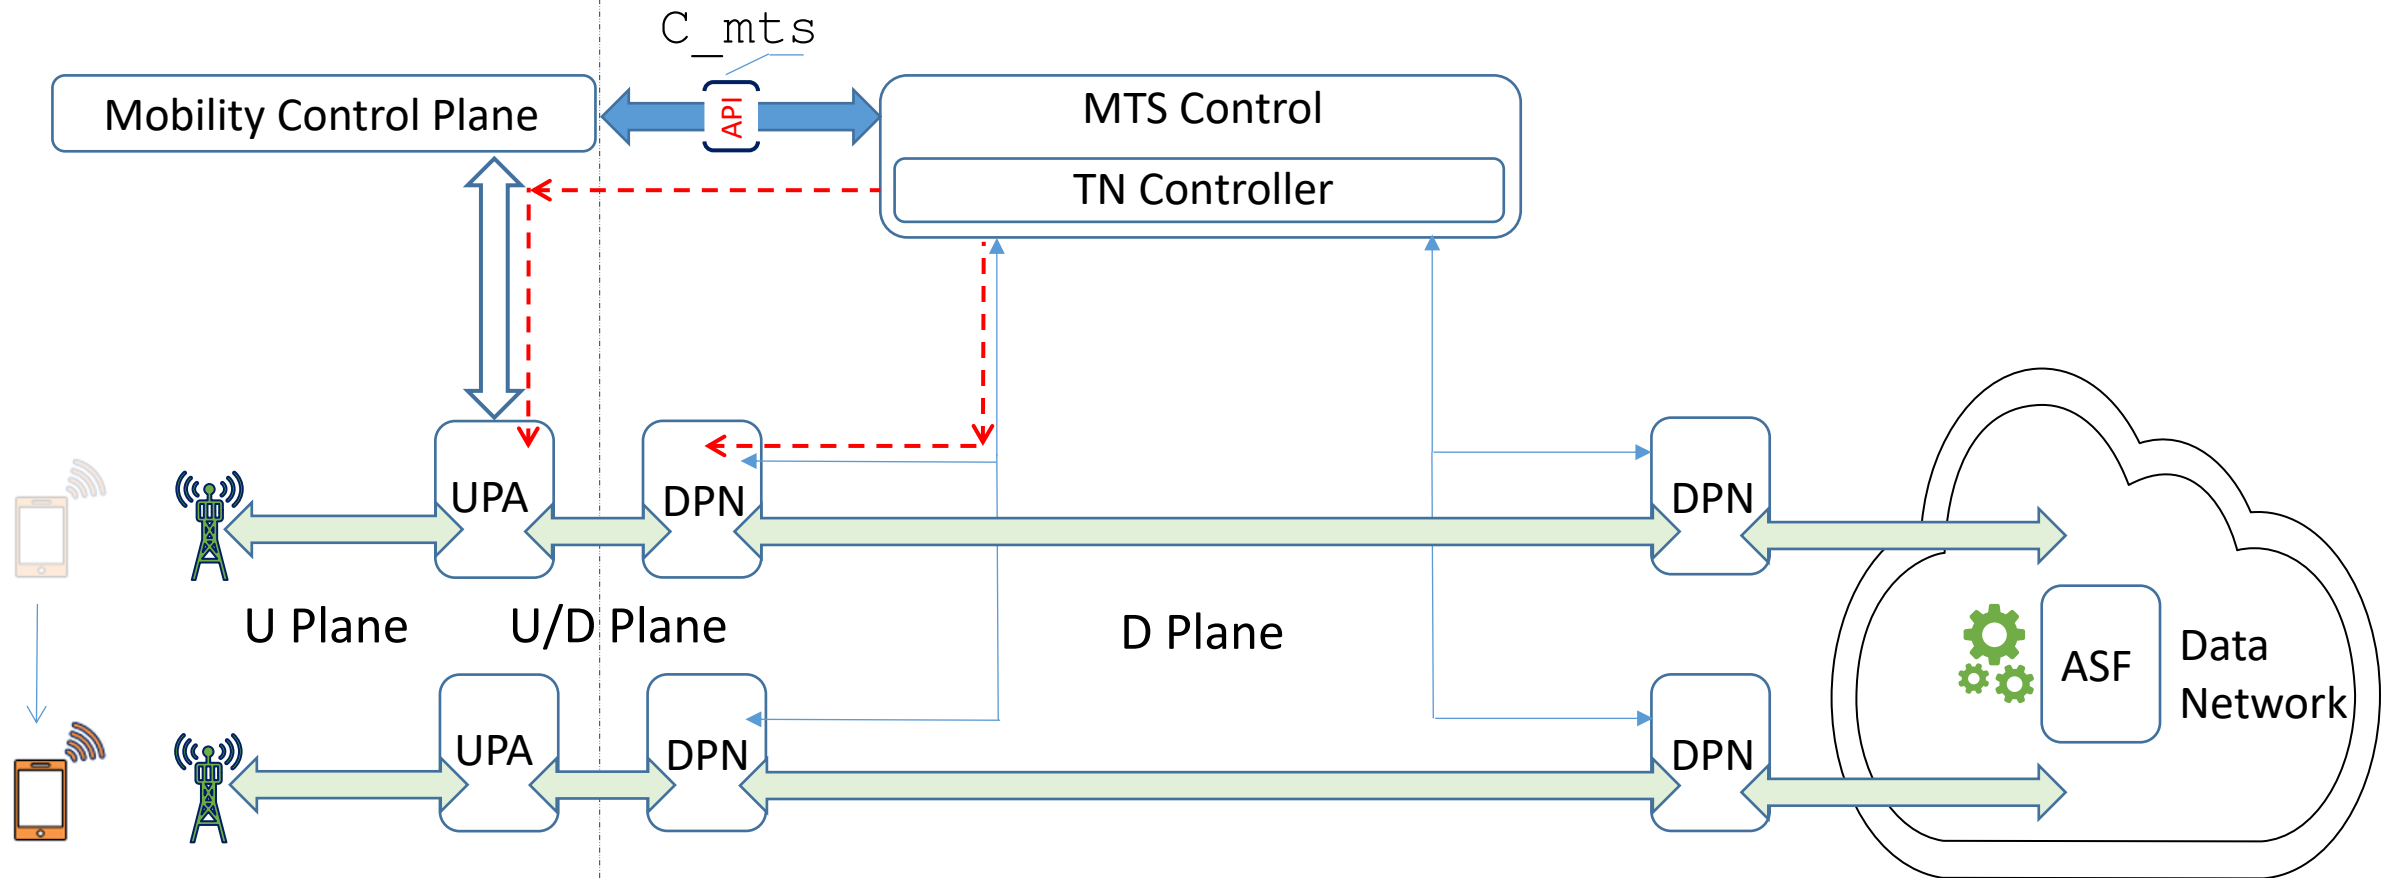 C_mts
Mobility Control Plane
API
MTS Control
TN Controller
UPA
DPN
DPN
U Plane
U/D Plane
D Plane
ASF
Data
Network
UPA
DPN
DPN